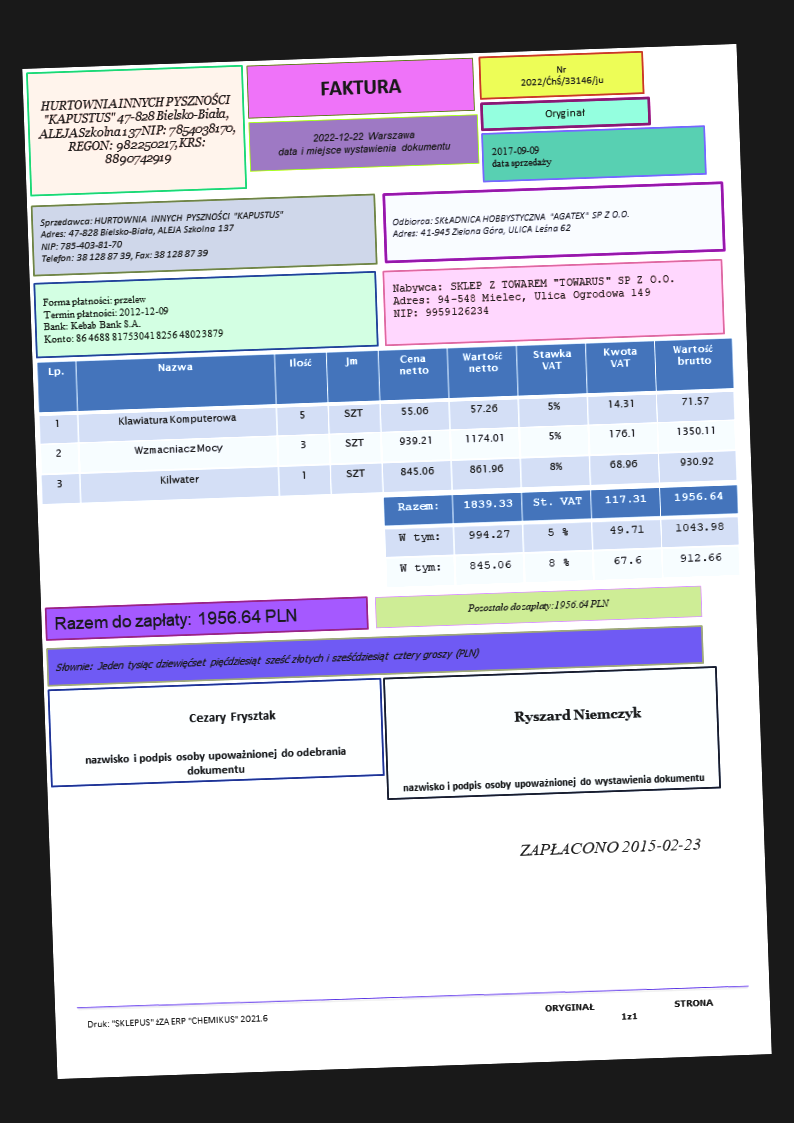 HURTOWNIA INNYCH PYSZNOŚCI
"KAPUSTUS" 47-828 Bielsko-Biała,
ALEJA Szkolna 137 NIP: 7854038170,
REGON: 982250217, KRS:
8890742919
FAKTURA
2022-12-22 Warszawa
data i miejsce wystawienia dokumentu
Nr
2022/ĆhŚ/33146/ju
Oryginał
2017-09-09
data sprzedaży
Sprzedawca: HURTOWNIA INNYCH PYSZNOŚCI "KAPUSTUS"
Adres: 47-828 Bielsko-Biała, ALEJA Szkolna 137
NIP: 785-403-81-70
Telefon: 38 128 87 39, Fax: 38 128 87 39
Odbiorca: SKŁADNICA HOBBYSTYCZNA "AGATEX" SP Z O.O.
Adres: 41-945 Zielona Góra, ULICA Leśna 62
Forma płatności: przelew
Termin płatności: 2012-12-09
Bank: Kebab Bank S.A.
Konto: 86 4688 8175 3041 8256 4802 3879
Nabywca: SKLEP Z TOWAREM "TOWARUS" SP Z O.O.
Adres: 94-548 Mielec, Ulica Ogrodowa 149
NIP: 9959126234
Lp. Nazwa Ilość Jm Cena netto Wartość netto Stawka VAT Kwota VAT Wartość brutto
1 Klawiatura Komputerowa 5 SZT 55.06 57.26 5% 14.31 71.57
2 Wzmacniacz Mocy 3 SZT 939.21 1174.01 5% 176.1 1350.11
3 Kilwater 1 SZT 845.06 861.96 8% 68.96 930.92
Razem: 1839.33 St. VAT 117.31 1956.64
W tym: 994.27 5 % 49.71 1043.98
W tym: 845.06 8 % 67.6 912.66
Razem do zapłaty: 1956.64 PLN
Pozostało do zapłaty: 1956.64 PLN
Słownie: Jeden tysiąc dziewięćset pięćdziesiąt sześć złotych i sześćdziesiąt cztery groszy (PLN)
Cezary Frysztak
nazwisko i podpis osoby upoważnionej do odebrania
dokumentu
Ryszard Niemczyk
nazwisko i podpis osoby upoważnionej do wystawienia dokumentu
ZAPŁACONO 2015-02-23
Druk: "SKLEPUS" żZA ERP "CHEMIKUS" 2021.6
ORYGINAŁ
STRONA
1 z 1